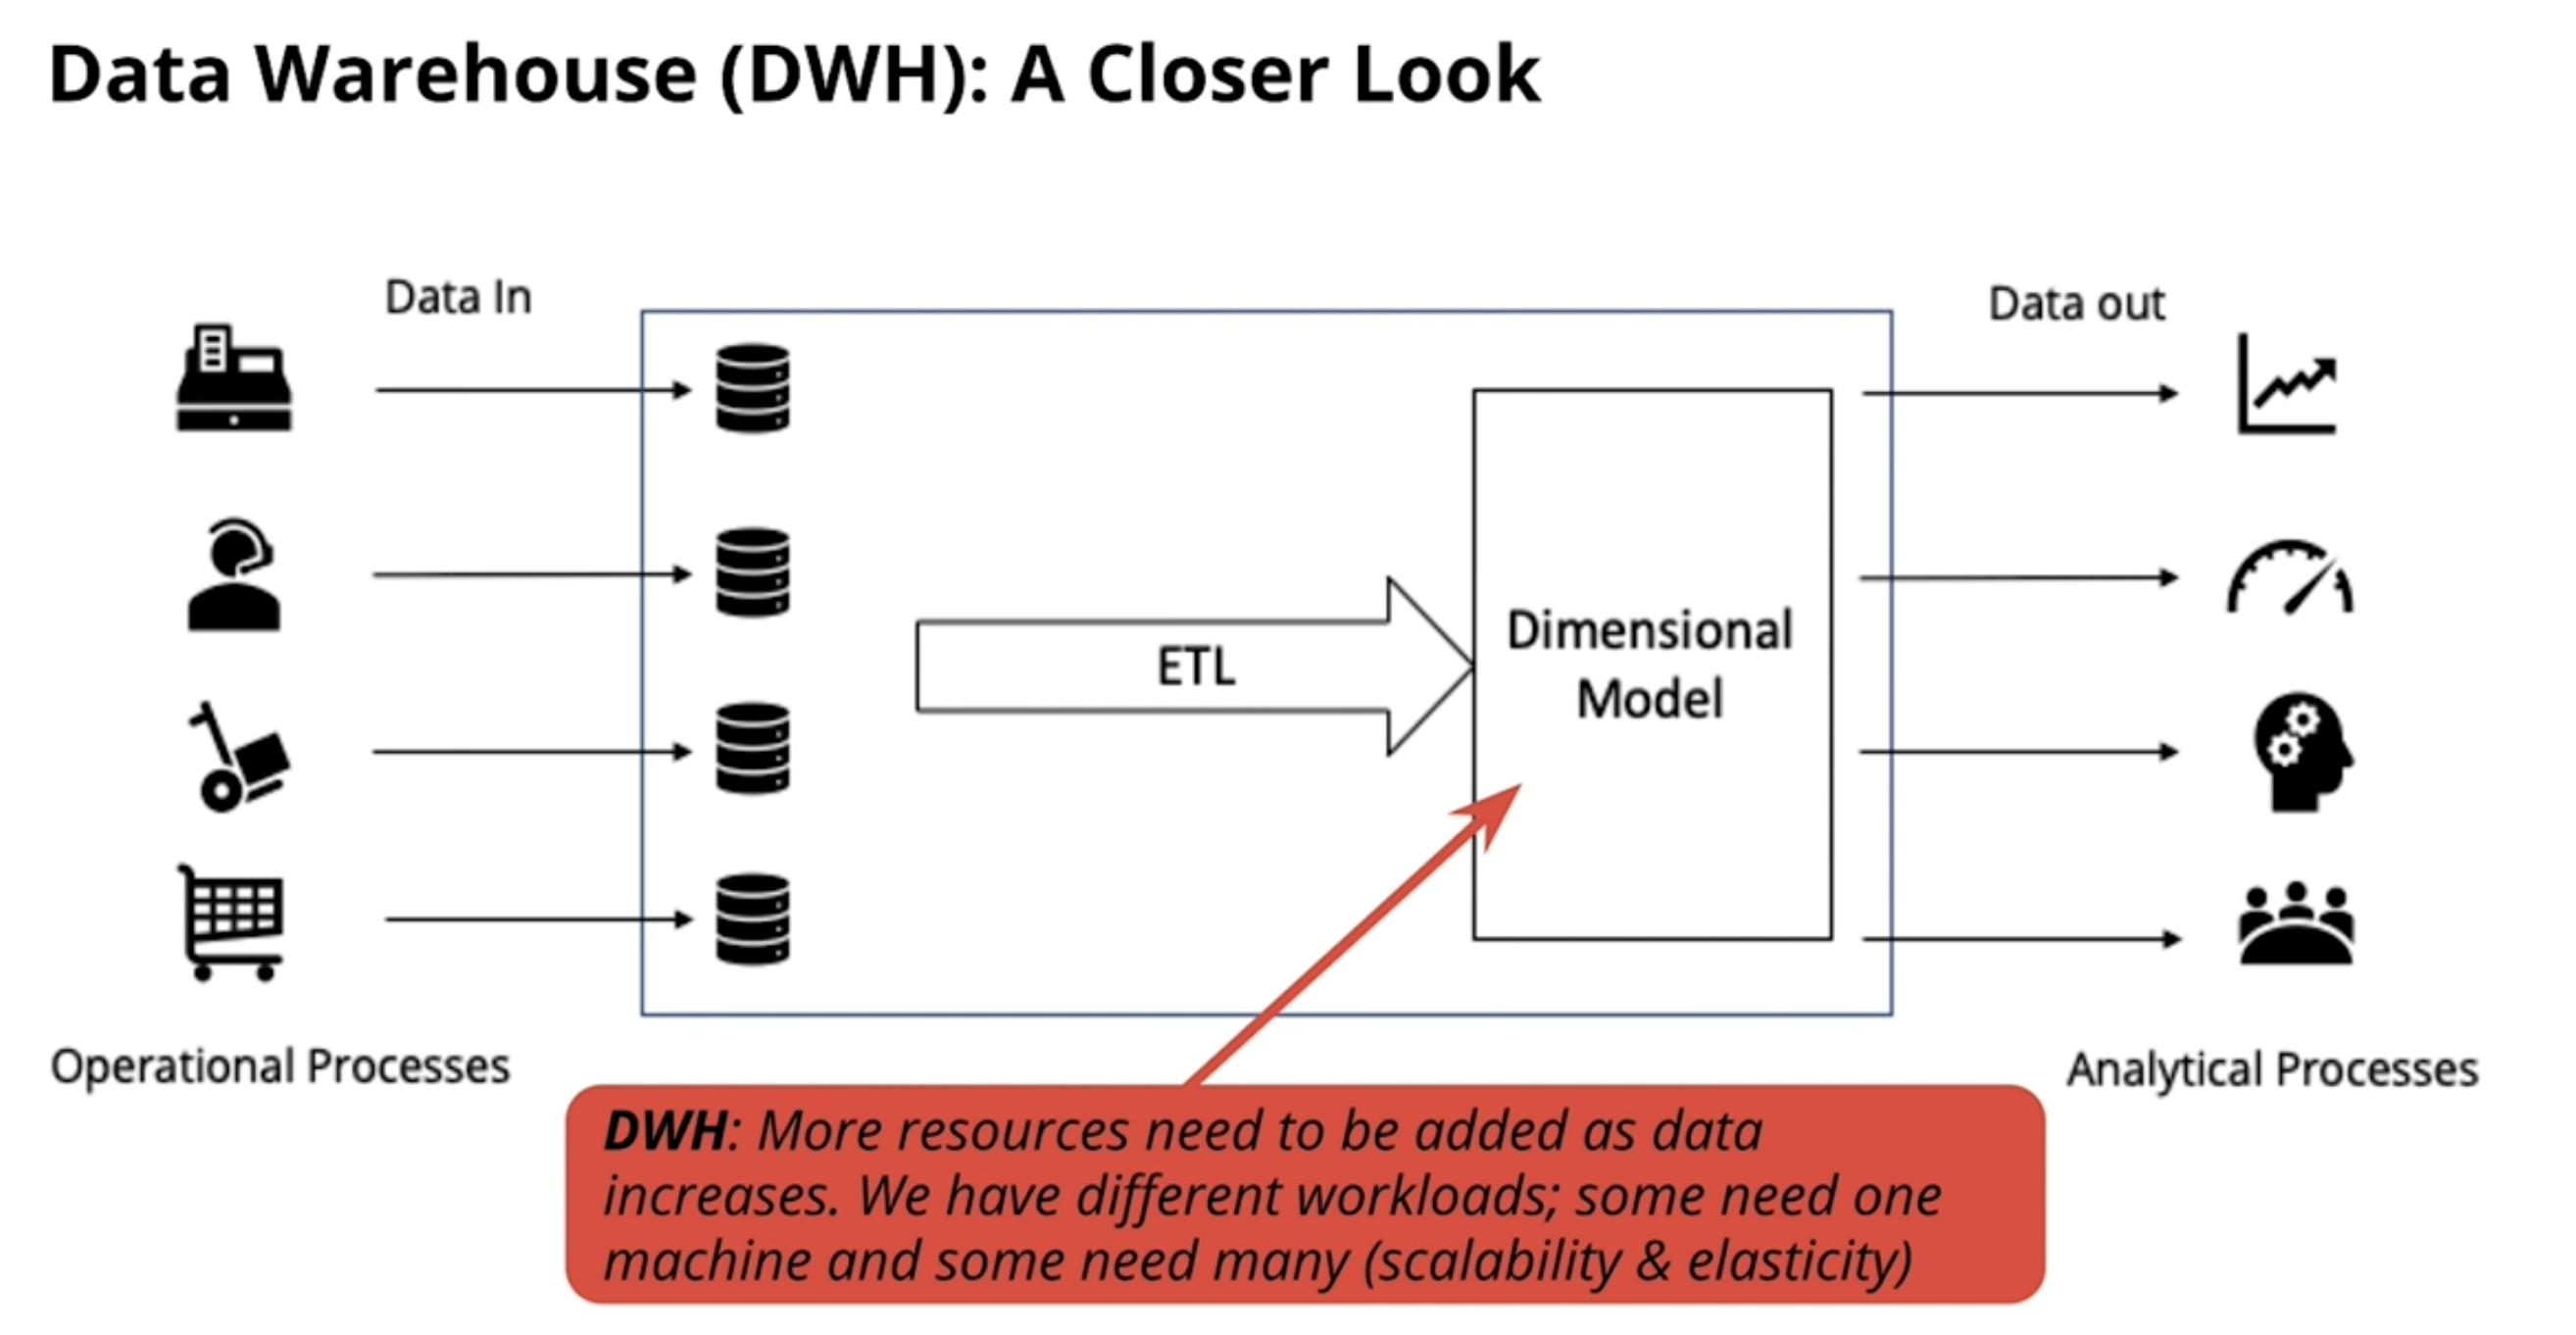 Data Warehouse (DWH): A Closer Look
Data In
Data out
ETL
Dimensional
Model
Operational Processes
Analytical Processes
DWH: More resources need to be added as data
increases. We have different workloads; some need one
machine and some need many (scalability & elasticity)